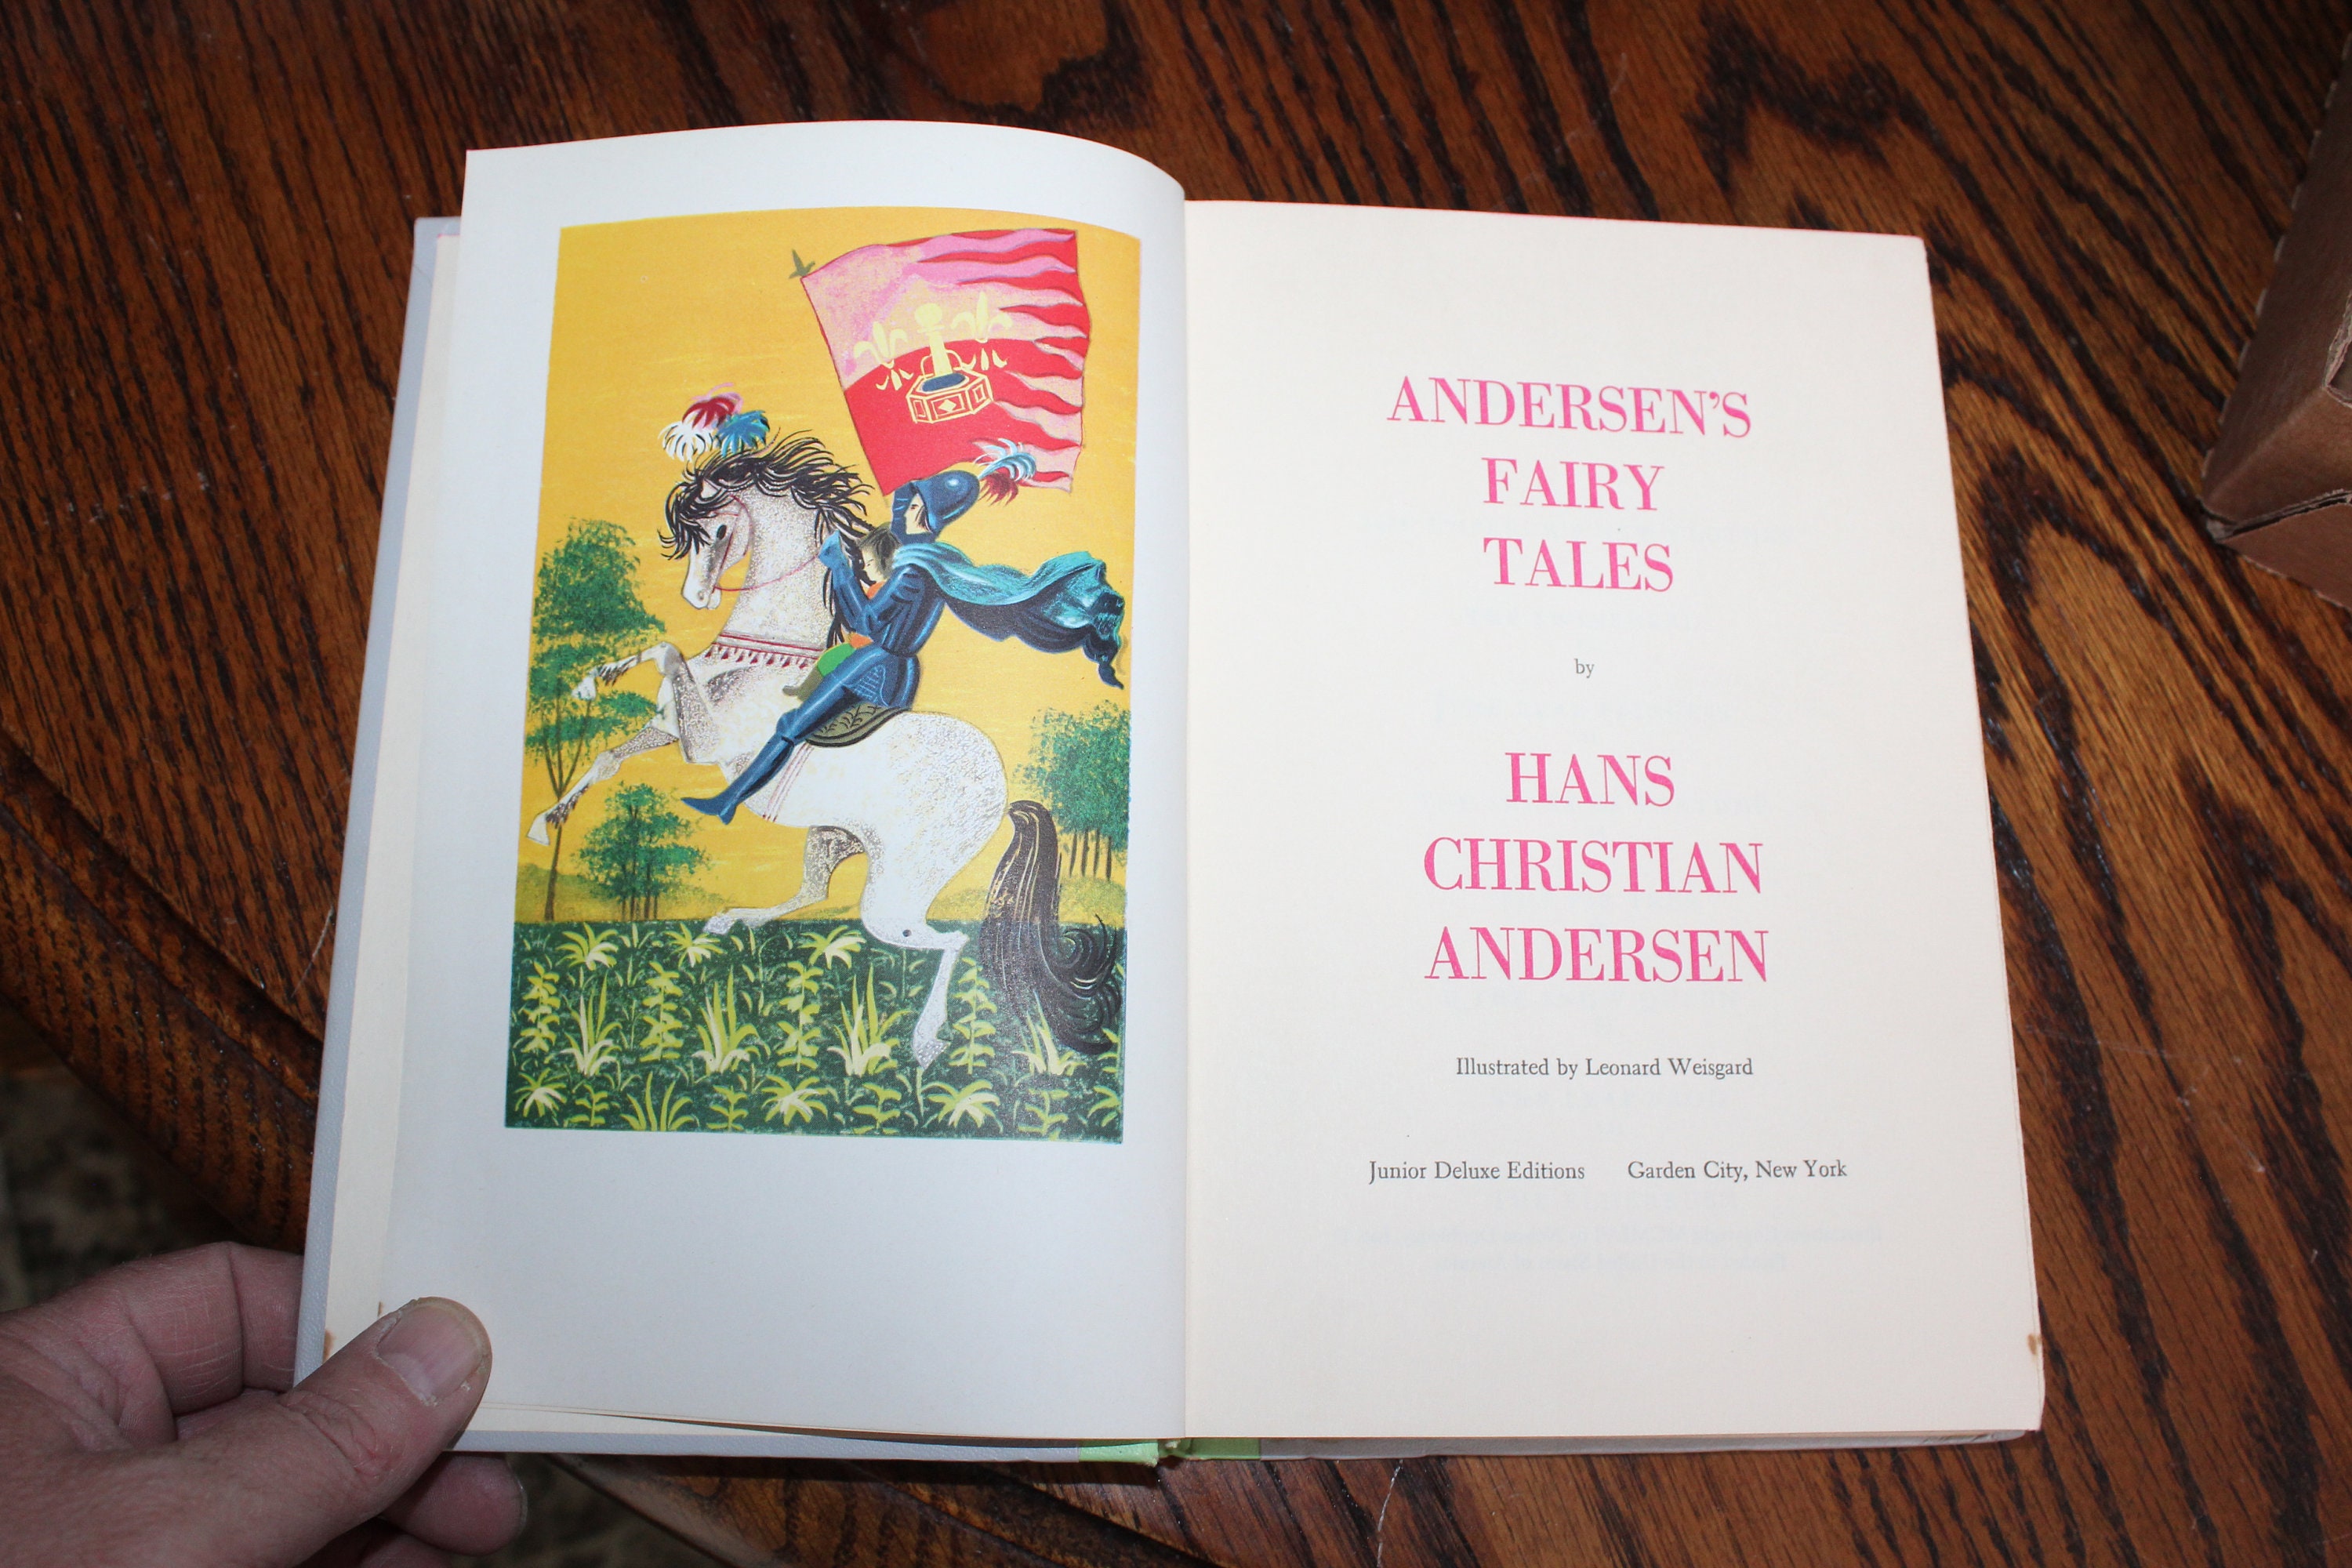 ANDERSEN'S
FAIRY
TALES
by
HANS
CHRISTIAN
ANDERSEN
Illustrated by Leonard Weisgard
Junior Deluxe Editions Garden City, New York